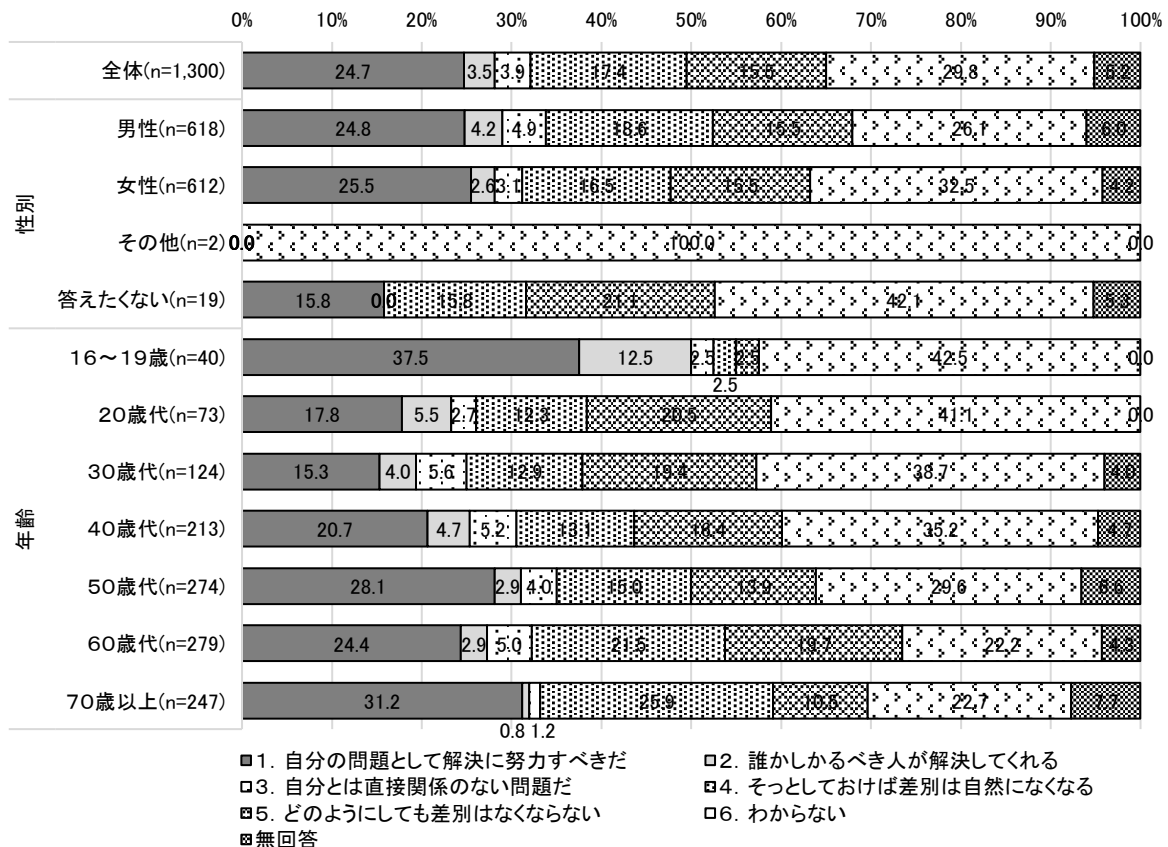 0% 10% 20% 30% 40% 50% 60% 70% 80% 90% 100%
全体(n=1,300) 24.7 3.5 3.9 17.4 15.5 29.8 5.2
性別
男性(n=618) 24.8 4.2 4.9 18.6 15.5 26.1 6.0
女性(n=612) 25.5 2.6 3.1 16.5 15.5 32.5 4.2
その他(n=2) 0.0 100.0 0.0
答えたくない(n=19) 15.8 0.0 15.8 21.1 42.1 5.3
年齢
16～19歳(n=40) 37.5 12.5 2.5 2.5 42.5 0.0
2.5
20歳代(n=73) 17.8 5.5 2.7 12.3 20.5 41.1 0.0
30歳代(n=124) 15.3 4.0 5.6 12.9 19.4 38.7 4.0
40歳代(n=213) 20.7 4.7 5.2 13.1 16.4 35.2 4.7
50歳代(n=274) 28.1 2.9 4.0 15.0 13.9 29.6 6.6
60歳代(n=279) 24.4 2.9 5.0 21.5 19.7 22.2 4.3
70歳以上(n=247) 31.2 25.9 10.5 22.7 7.7
0.8 1.2
1. 自分の問題として解決に努力すべきだ
2. 誰かしかるべき人が解決してくれる
3. 自分とは直接関係のない問題だ
4. そっとしておけば差別は自然になくなる
5. どのようにしても差別はなくならない
6. わからない
無回答